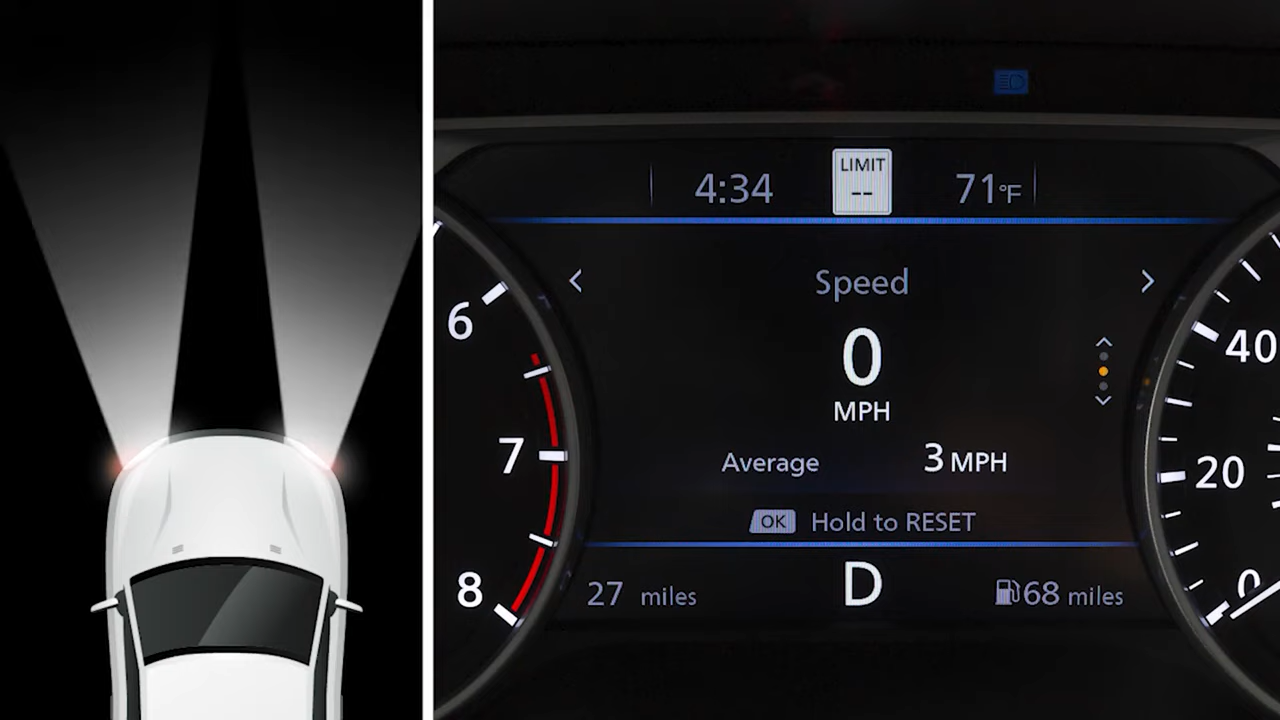 4:34
LIMIT
--
71°F
Speed
0
MPH
Average 3 MPH
OK Hold to RESET
27 miles
D
68 miles
6
7
8
40
20
0